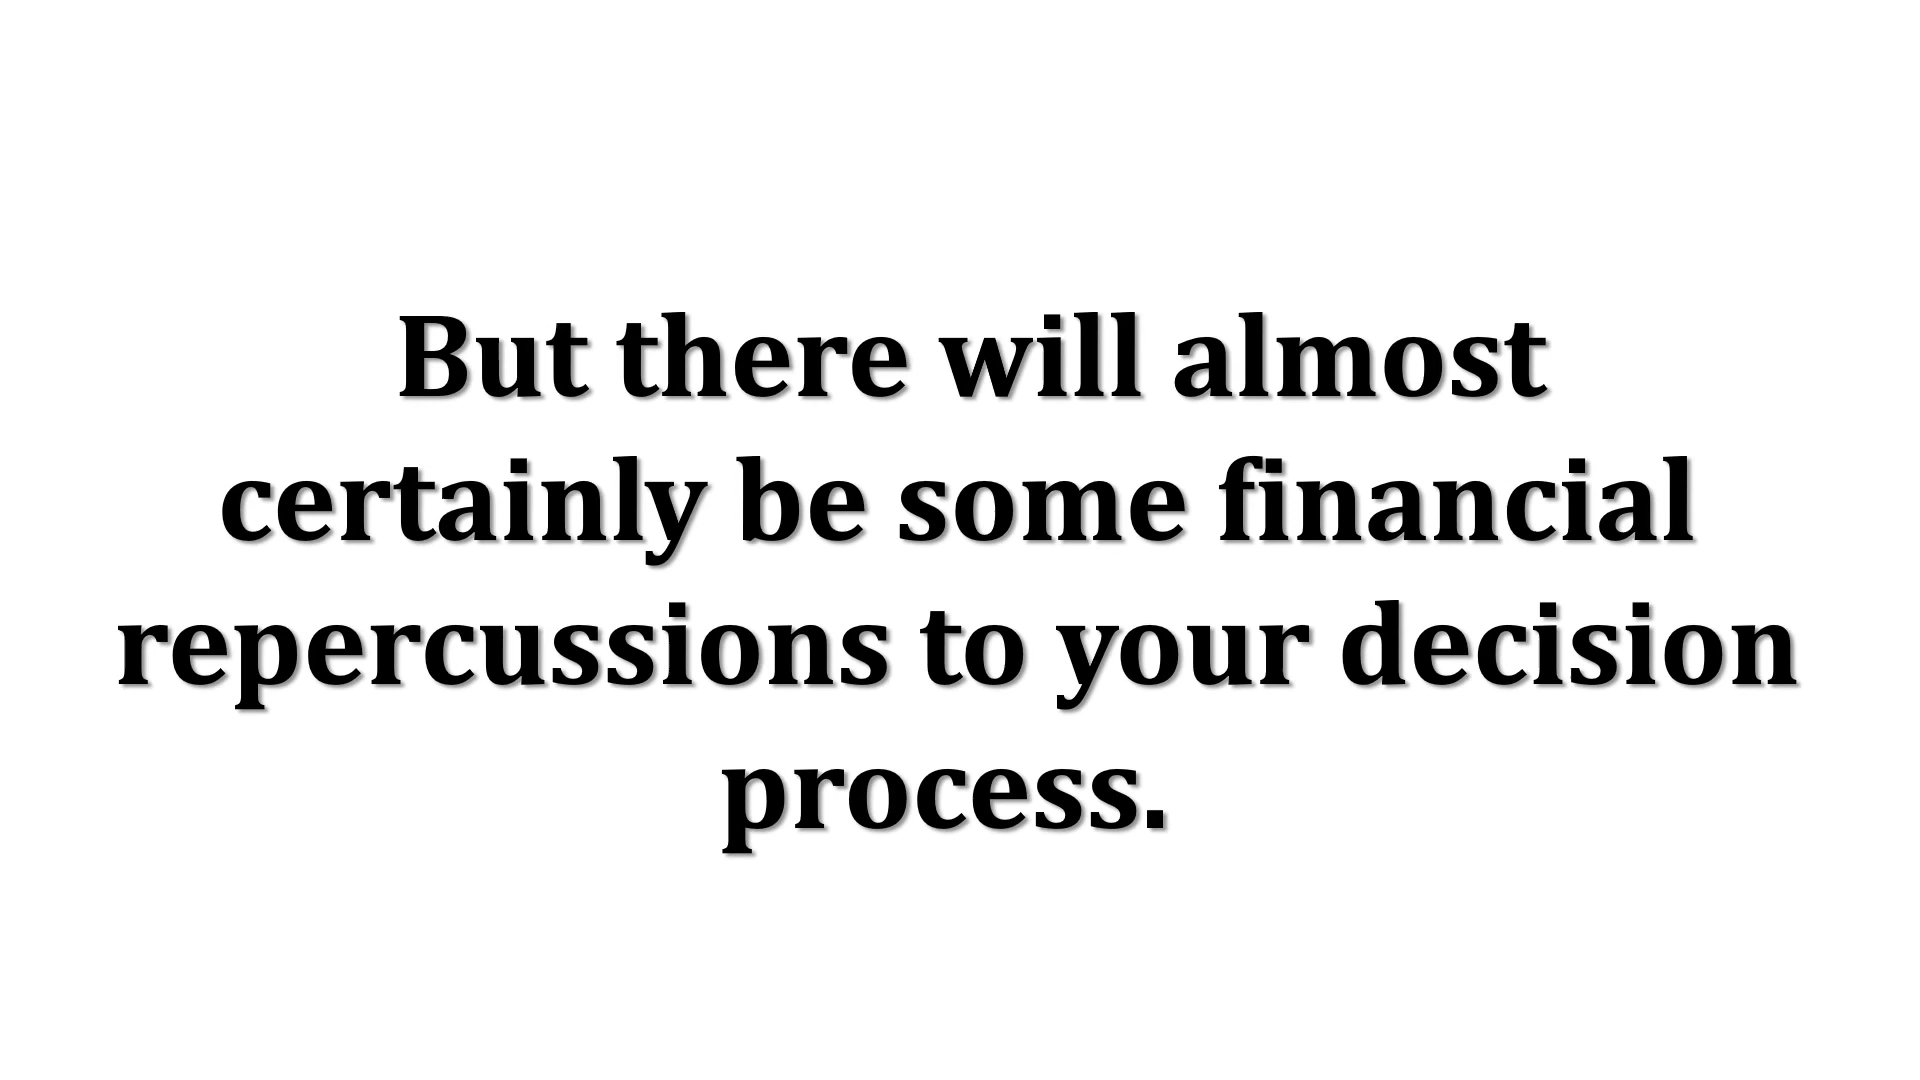 But there will almost
certainly be some financial
repercussions to your decision
process.